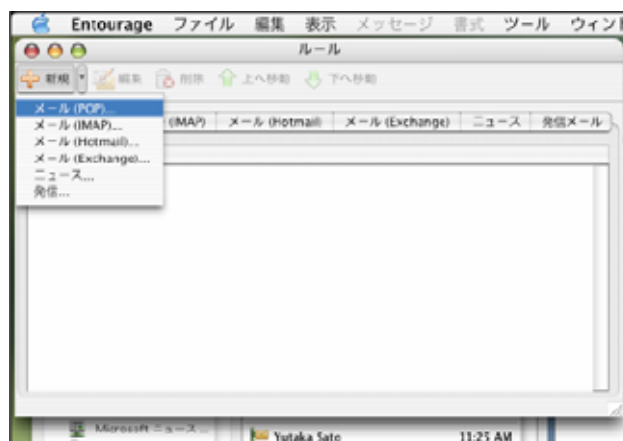 Entourage ファイル 編集 表示 メッセージ 書式 ツール ウィンド
ルール
新規 編集 削除 上へ移動 下へ移動
メール (POP)...
(IMAP) メール (Hotmail) メール (Exchange) ニュース 発信メール
メール (IMAP)...
メール (Hotmail)...
メール (Exchange)...
ニュース...
発信...
Microsoft ニュース...
Yutaka Sato 11:25 AM